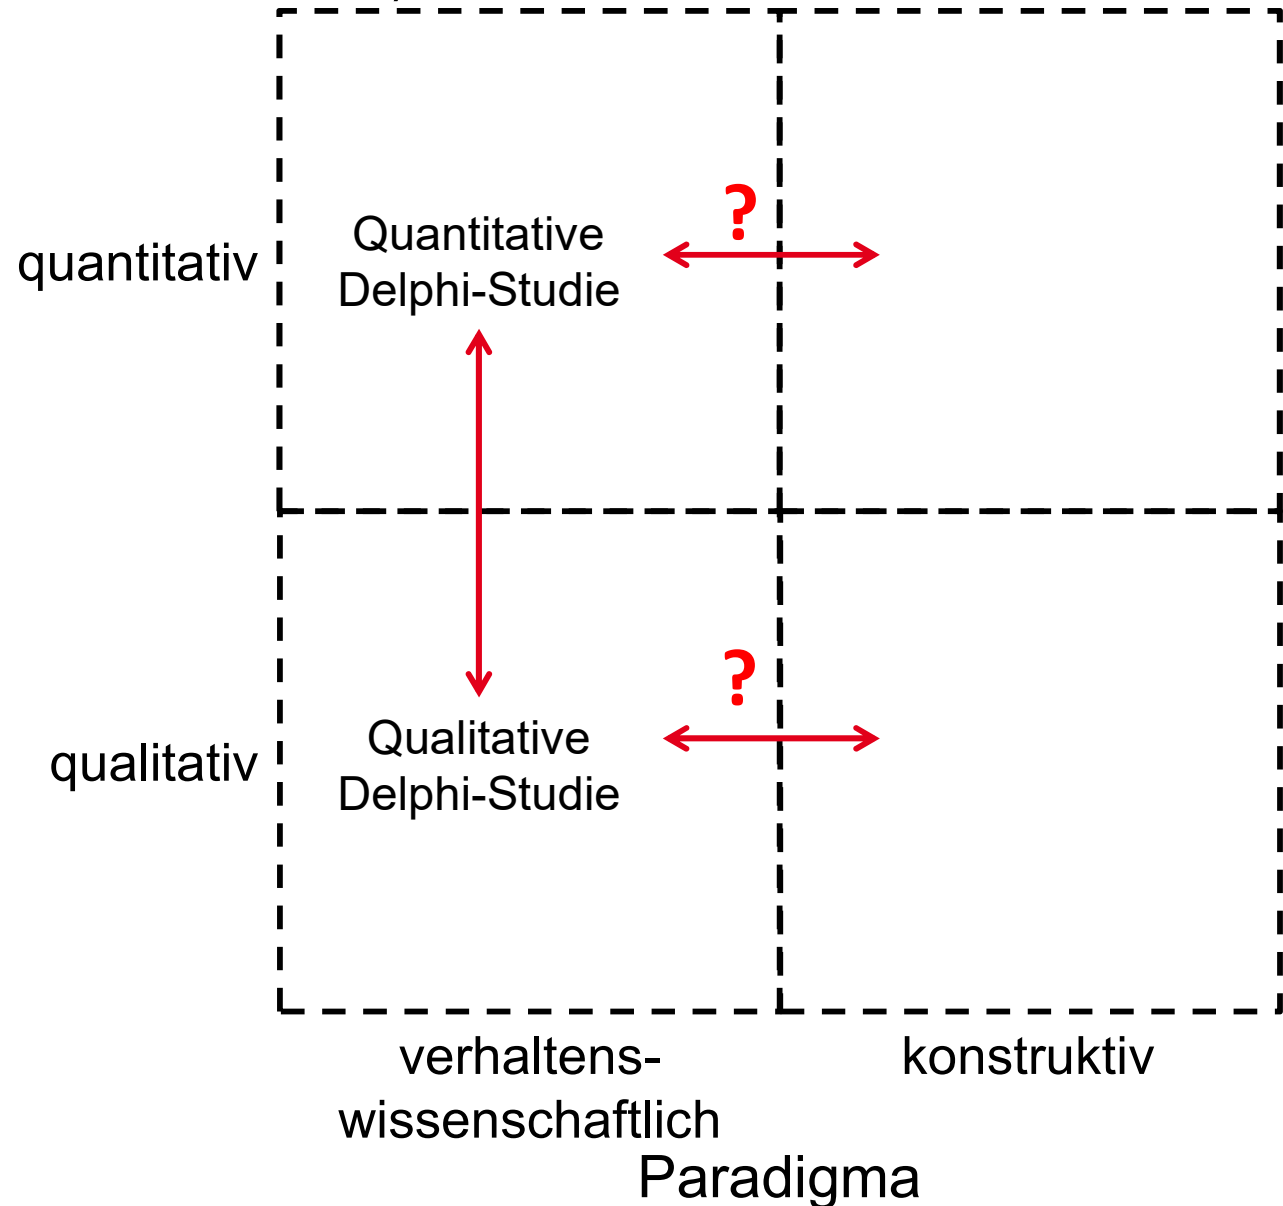 ?
Quantitative
Delphi-Studie
quantitativ
?
Qualitative
Delphi-Studie
qualitativ
verhaltens-
wissenschaftlich
konstruktiv
Paradigma